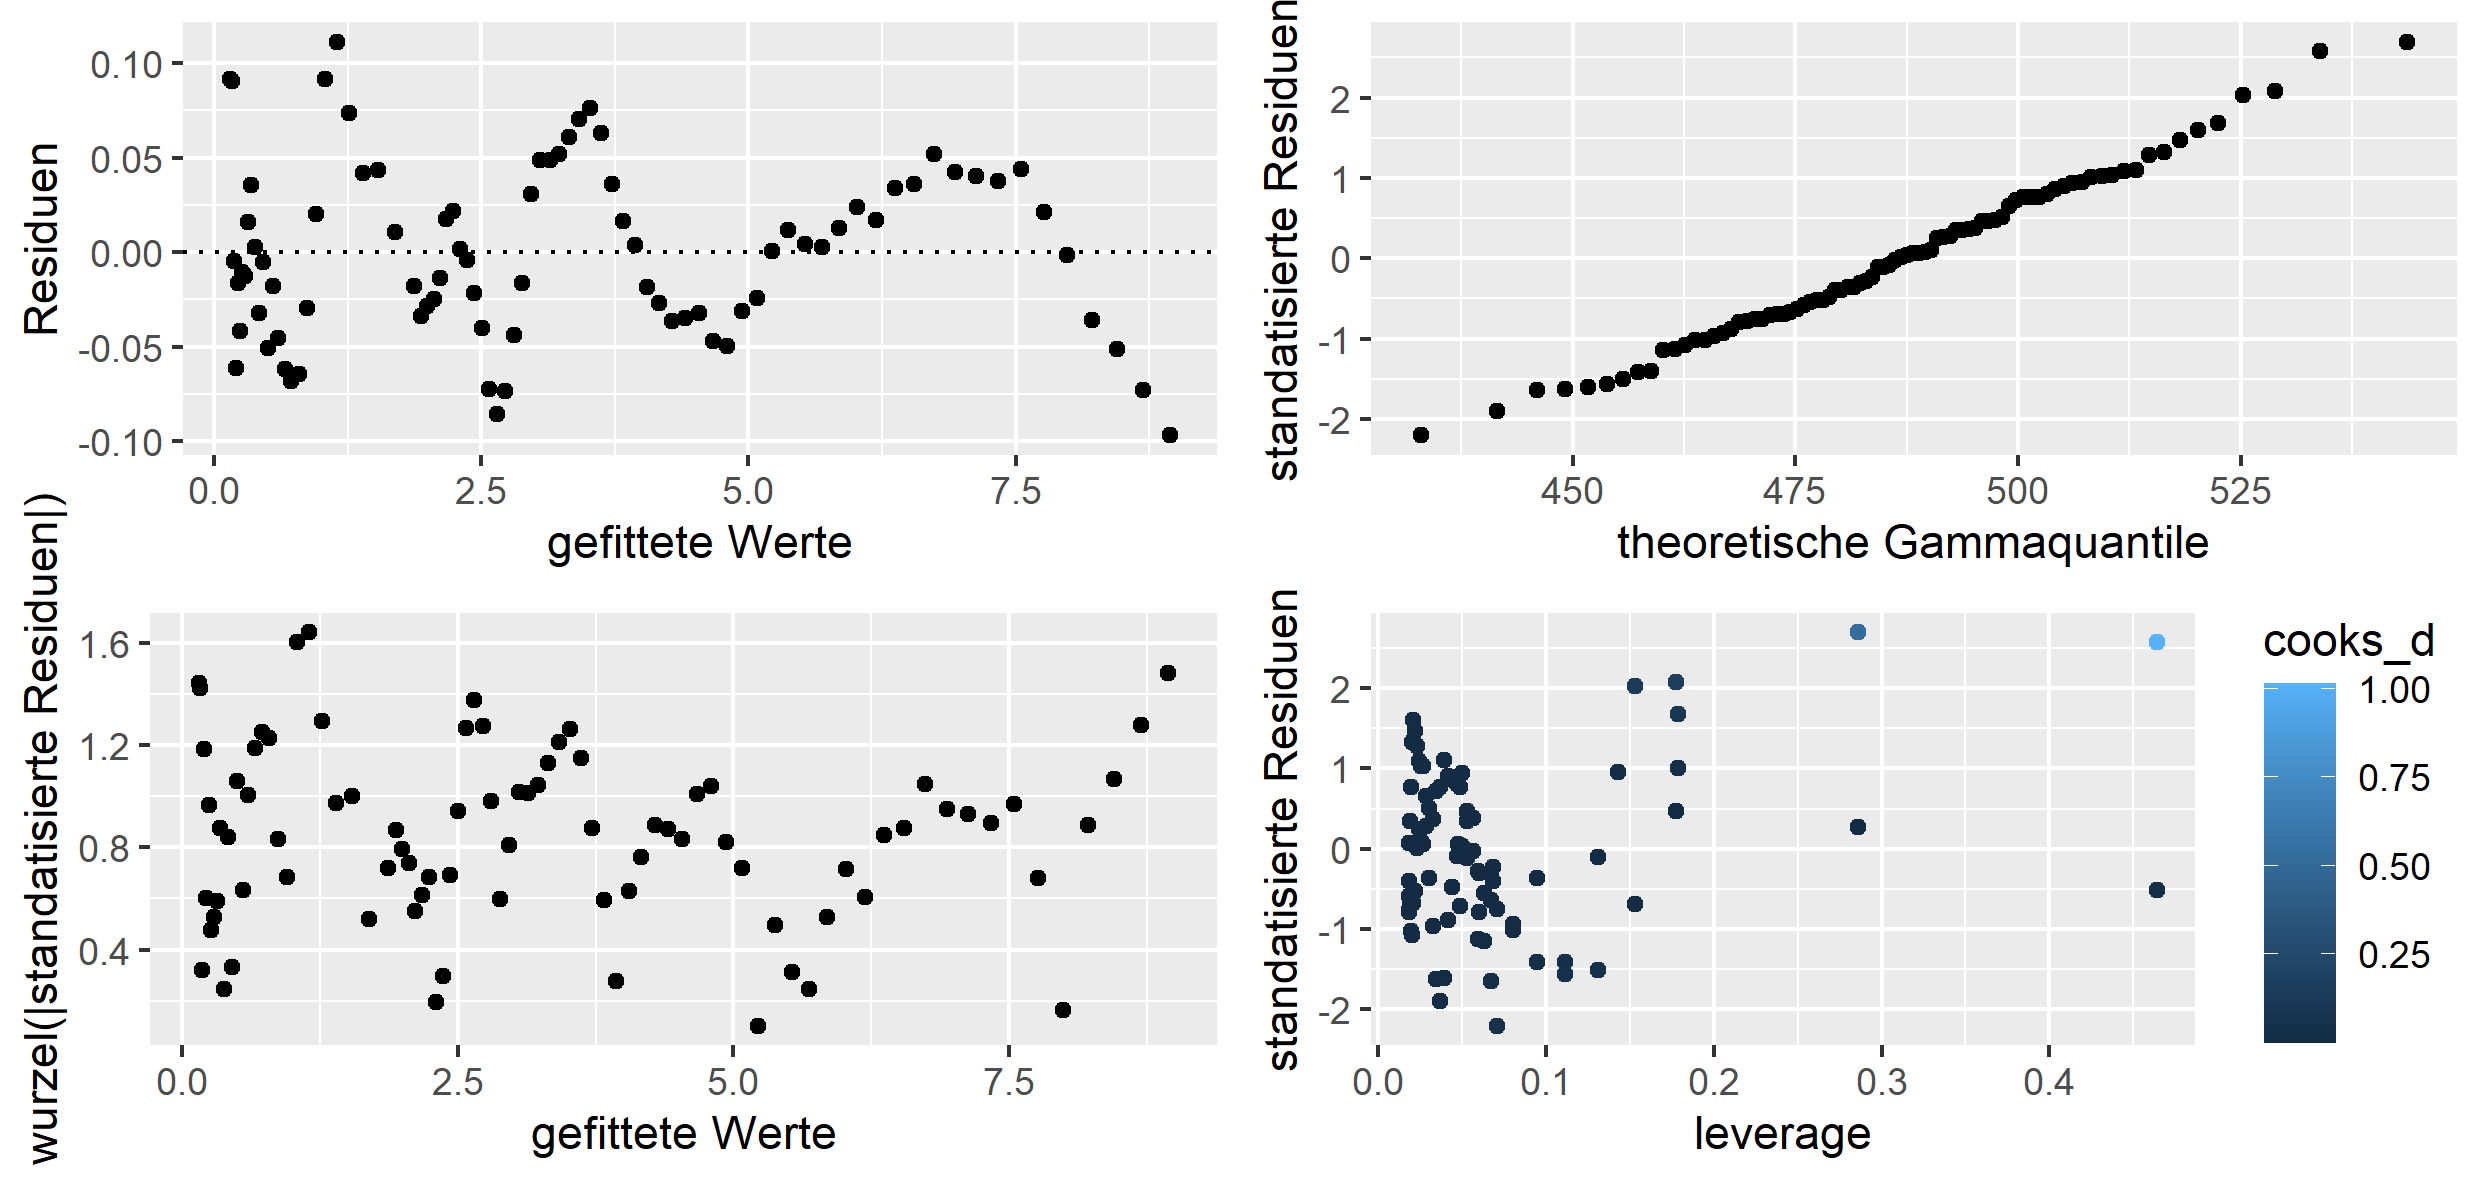 Residuen
0.10
0.05
0.00
-0.05
-0.10
0.0 2.5 5.0 7.5
gefittete Werte
standatisierte Residuen
2
1
0
-1
-2
450 475 500 525
theoretische Gammaquantile
wurzel(|standatisierte Residuen|)
1.6
1.2
0.8
0.4
0.0 2.5 5.0 7.5
gefittete Werte
standatisierte Residuen
2
1
0
-1
-2
0.0 0.1 0.2 0.3 0.4
leverage
cooks_d
1.00
0.75
0.50
0.25